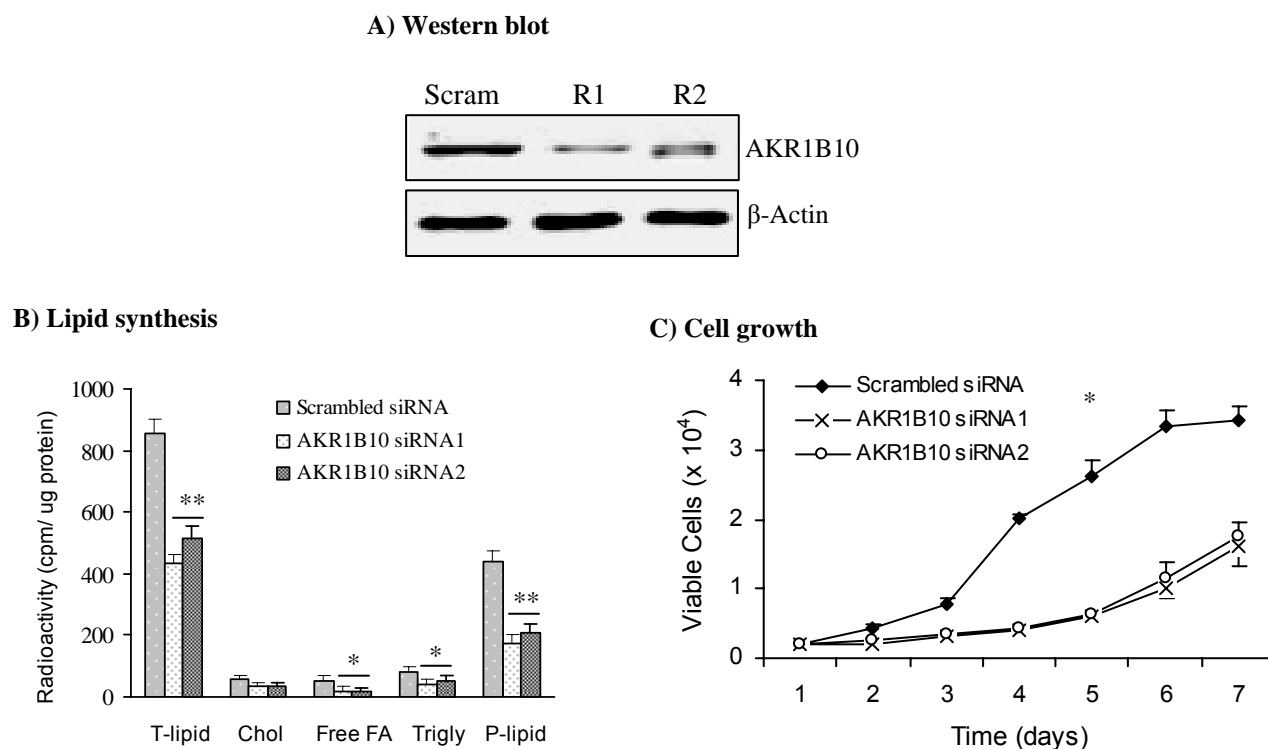 A) Western blot
Scram R1 R2
AKR1B10
β-Actin
B) Lipid synthesis
Radioactivity (cpm/ ug protein)
1000
800
600
400
200
0
Scrambled siRNA
AKR1B10 siRNA1
AKR1B10 siRNA2
**
*
*
**
T-lipid Chol Free FA Trigly P-lipid
C) Cell growth
Viable Cells (x 10⁴)
4
3
2
1
0
Scrambled siRNA
AKR1B10 siRNA1
AKR1B10 siRNA2
*
1 2 3 4 5 6 7
Time (days)